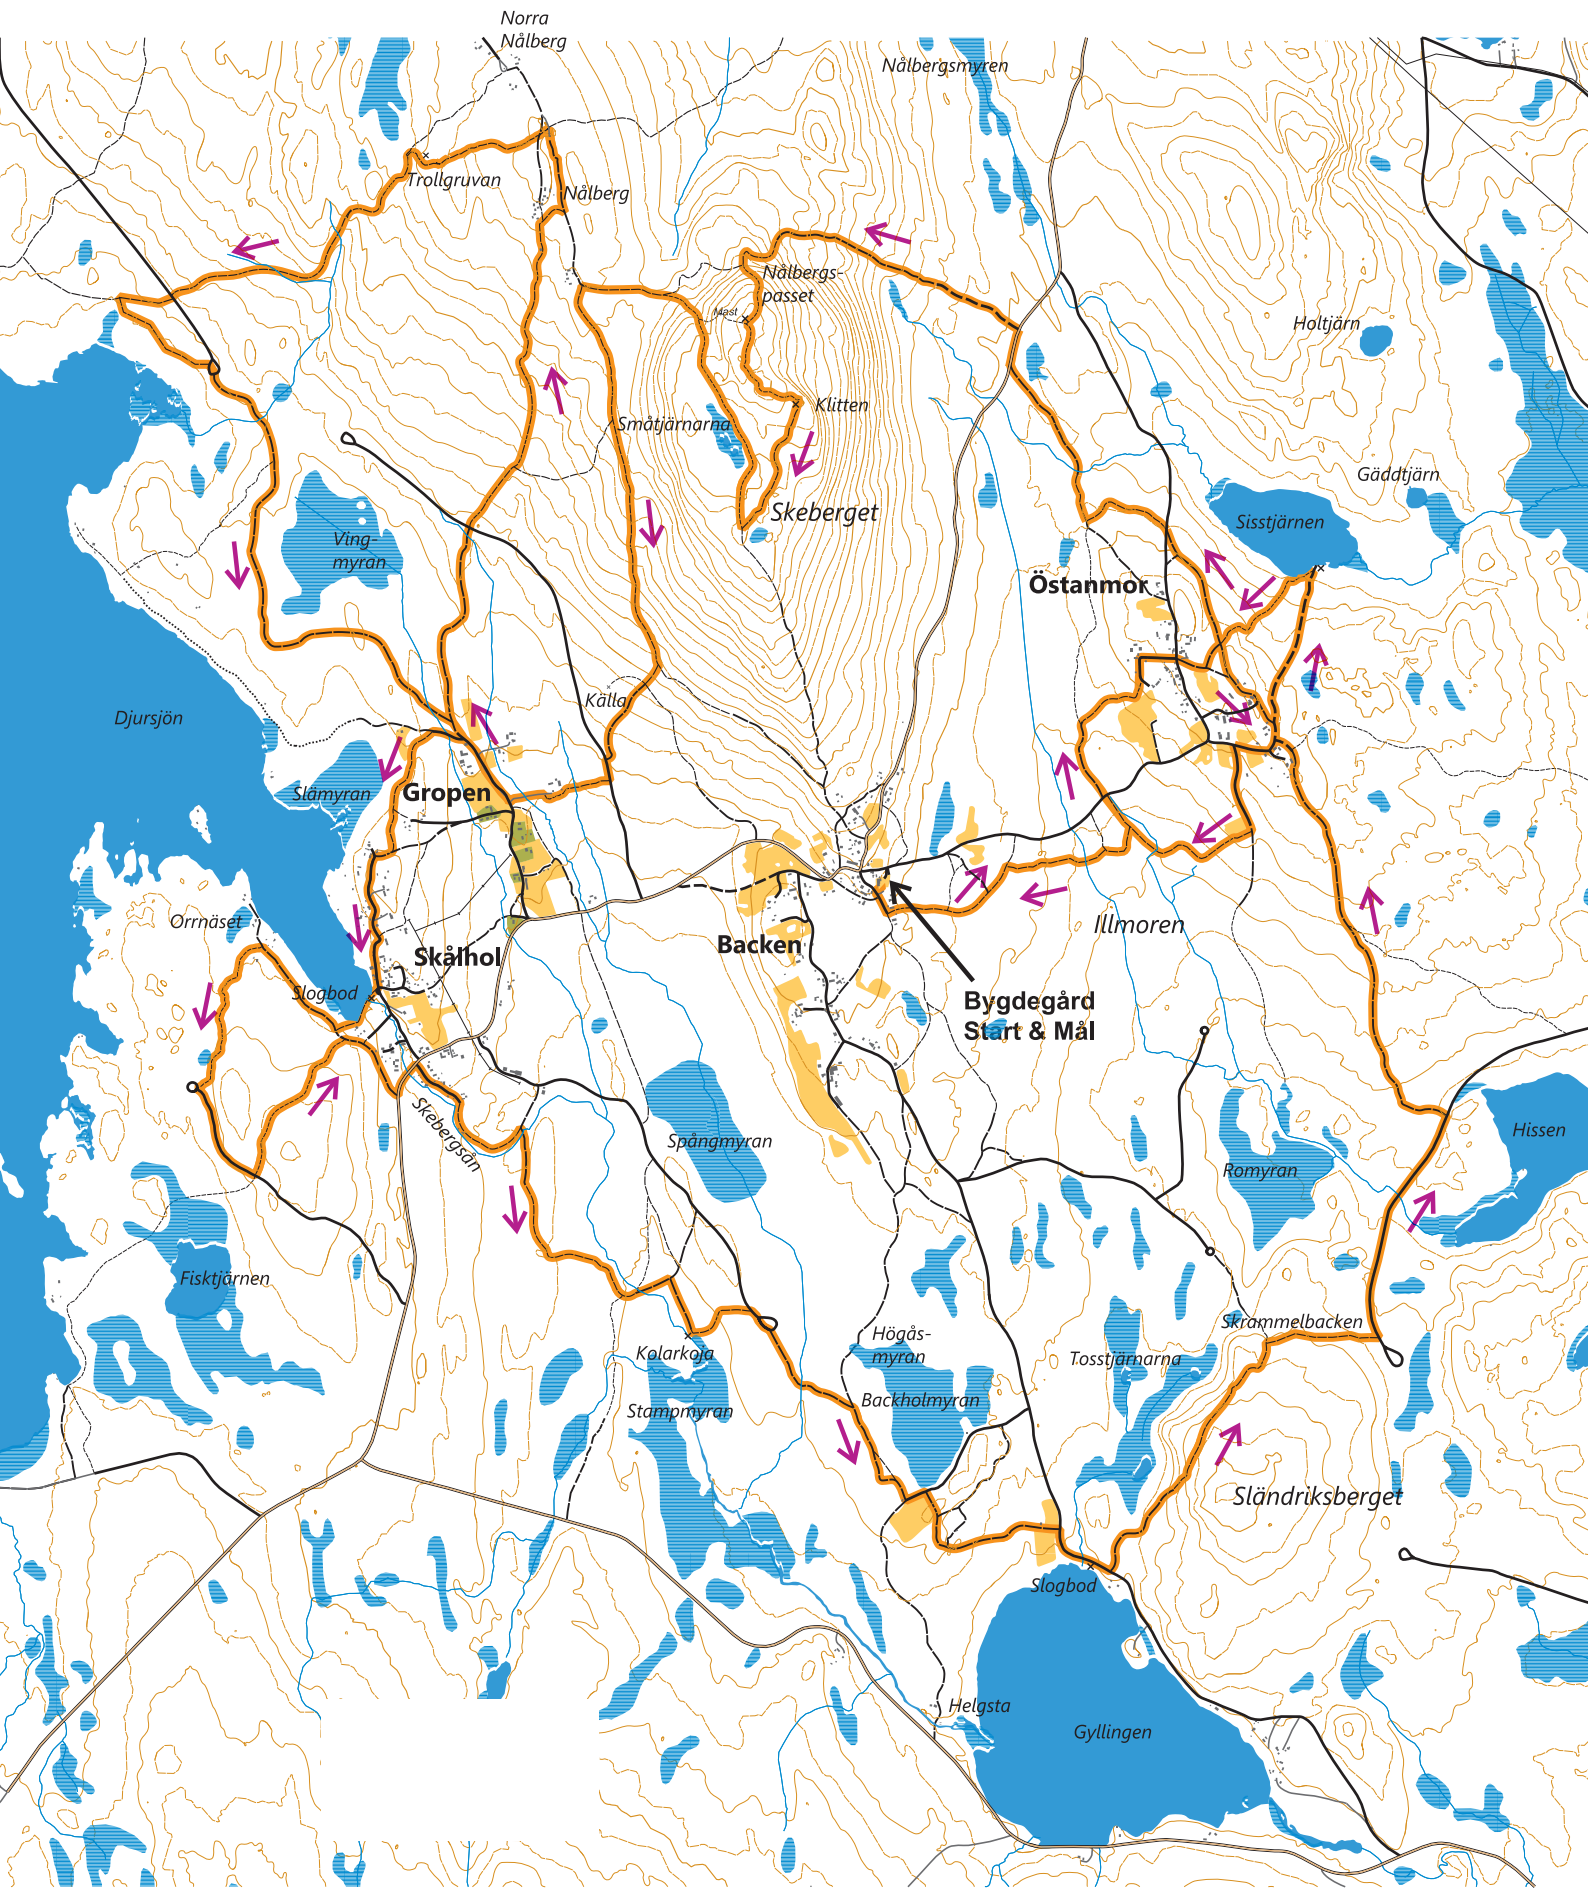 Norra
Nålberg
Nålbergsmyren
Trollgruvan
Nålberg
Nålbergs-
passet
Mast
Holtjärn
Klitten
Småtjärnarna
Gäddtjärn
Skeberget
Sisstjärnen
Ving-
myran
Östanmor
Källa
Djursjön
Slämyran
Gropen
Orrnäset
Illmoren
Backen
Skålhol
Slogbod
Bygdegård
Start & Mål
Skebergsån
Spångmyran
Hissen
Romyran
Fisktjärnen
Skrammelbacken
Högås-
myran
Kolarkoja
Tosstjärnarna
Backholmyran
Stampmyran
Sländriksberget
Slogbod
Helgsta
Gyllingen